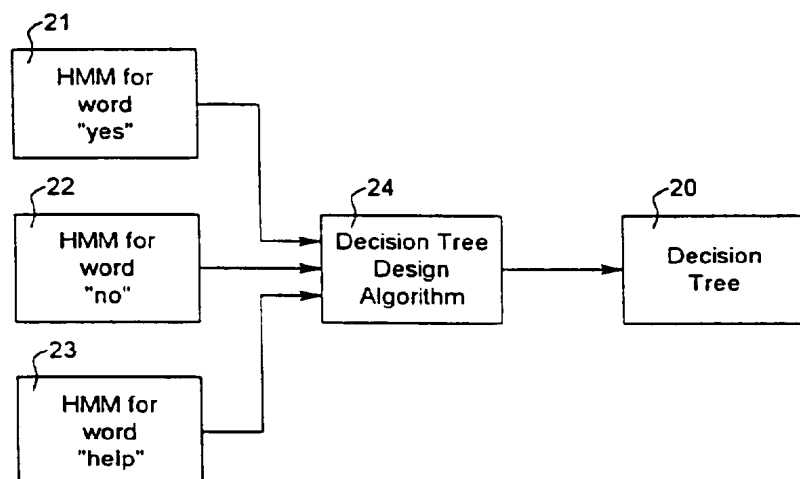 21
HMM for
word
"yes"
22
HMM for
word
"no"
23
HMM for
word
"help"
24
Decision Tree
Design
Algorithm
20
Decision
Tree